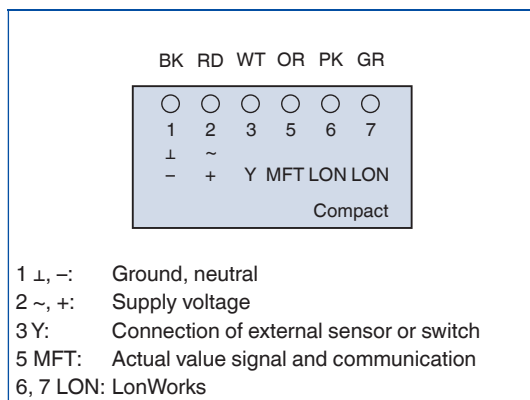 BK RD WT OR PK GR
1 2 3 5 6 7
⊥ ~
– + Y MFT LON LON
Compact
1 ⊥, –: Ground, neutral
2 ~, +: Supply voltage
3 Y: Connection of external sensor or switch
5 MFT: Actual value signal and communication
6, 7 LON: LonWorks